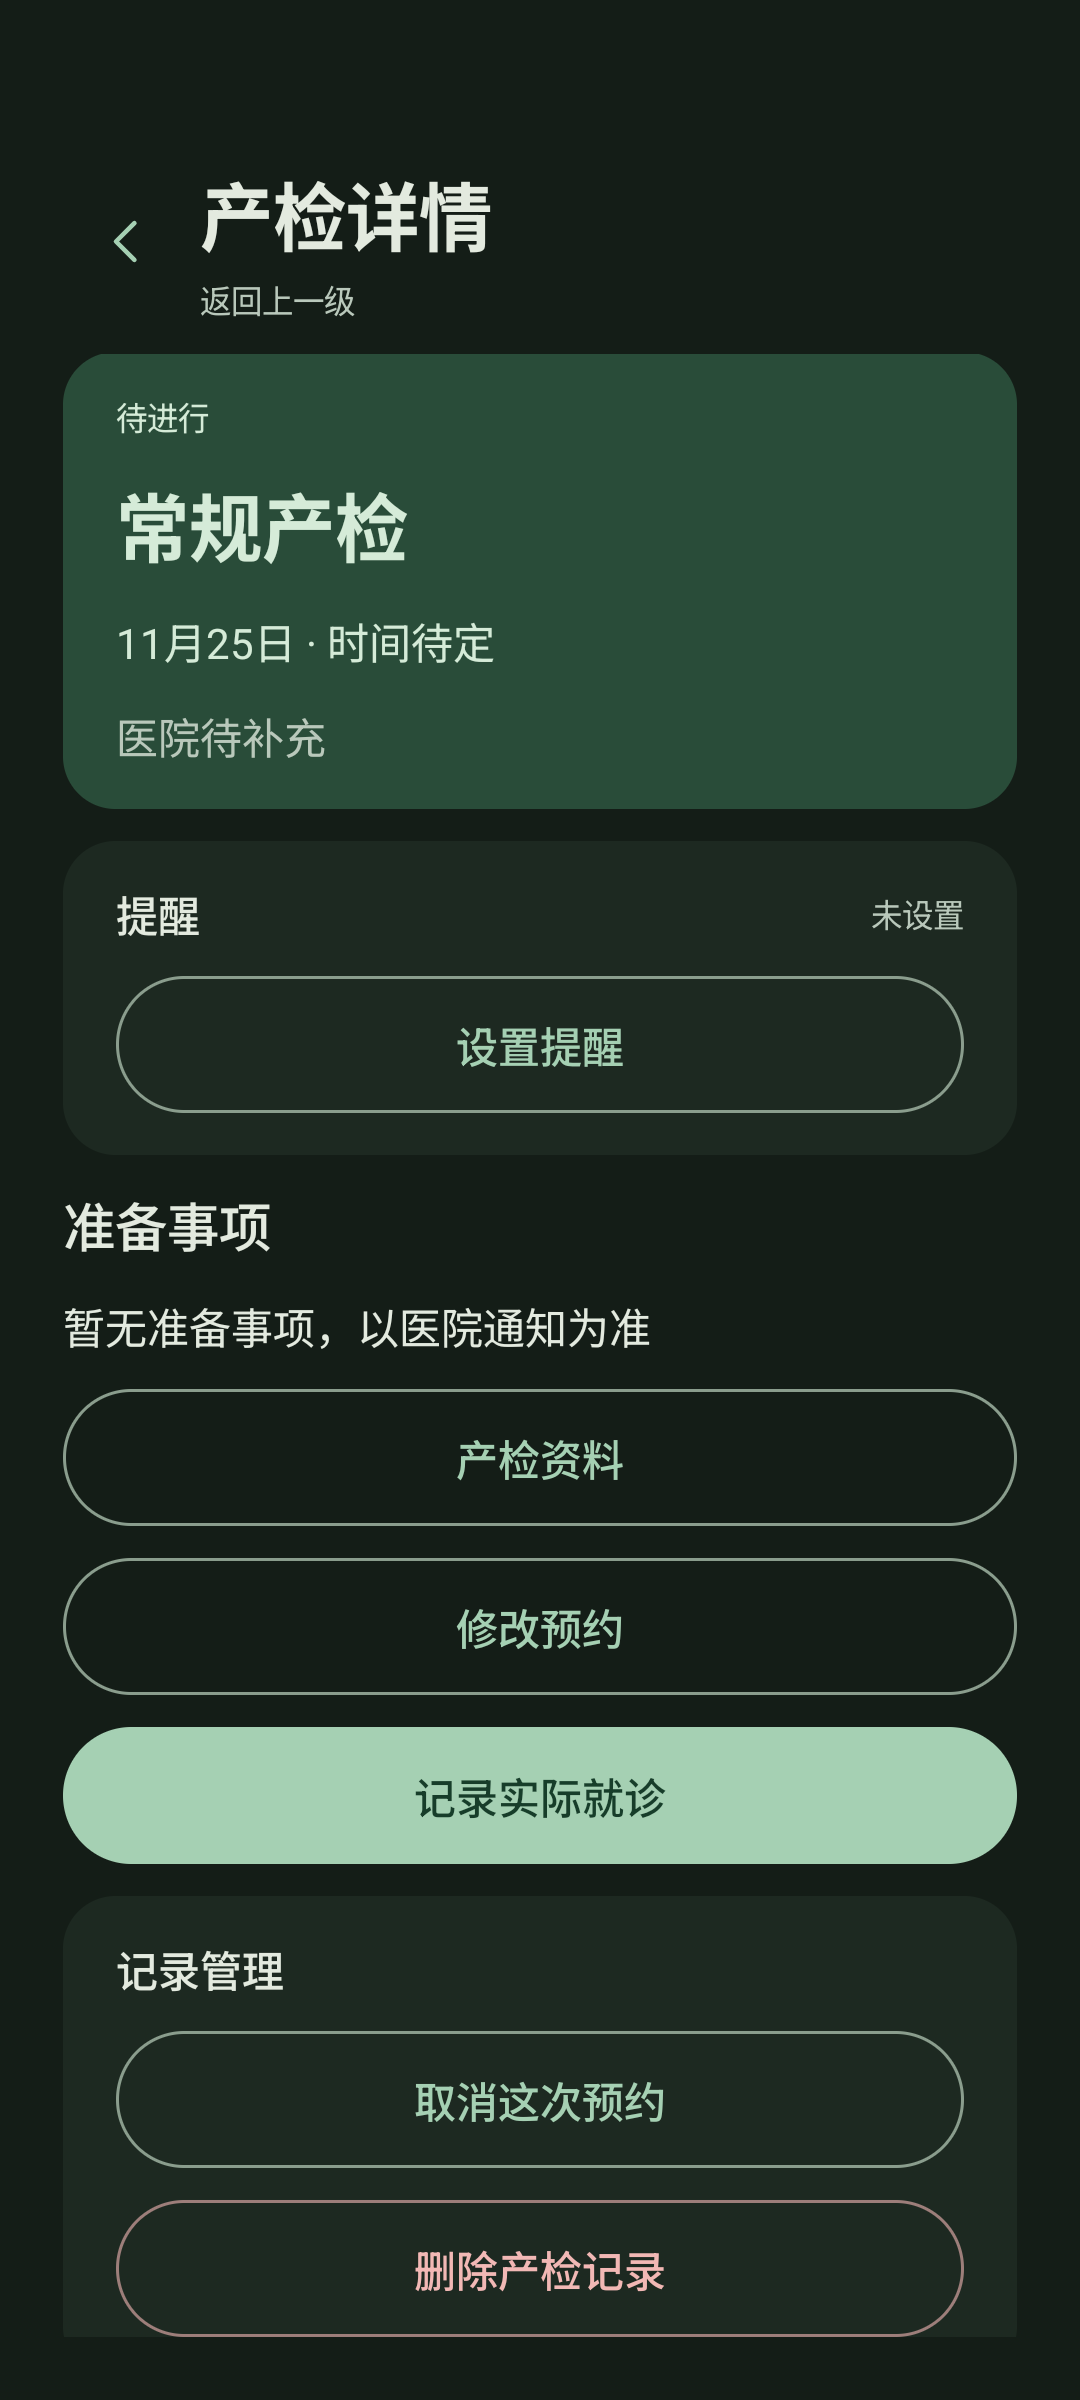 产检详情
返回上一级
待进行
常规产检
11月25日 · 时间待定
医院待补充
提醒
未设置
设置提醒
准备事项
暂无准备事项，以医院通知为准
产检资料
修改预约
记录实际就诊
记录管理
取消这次预约
删除产检记录